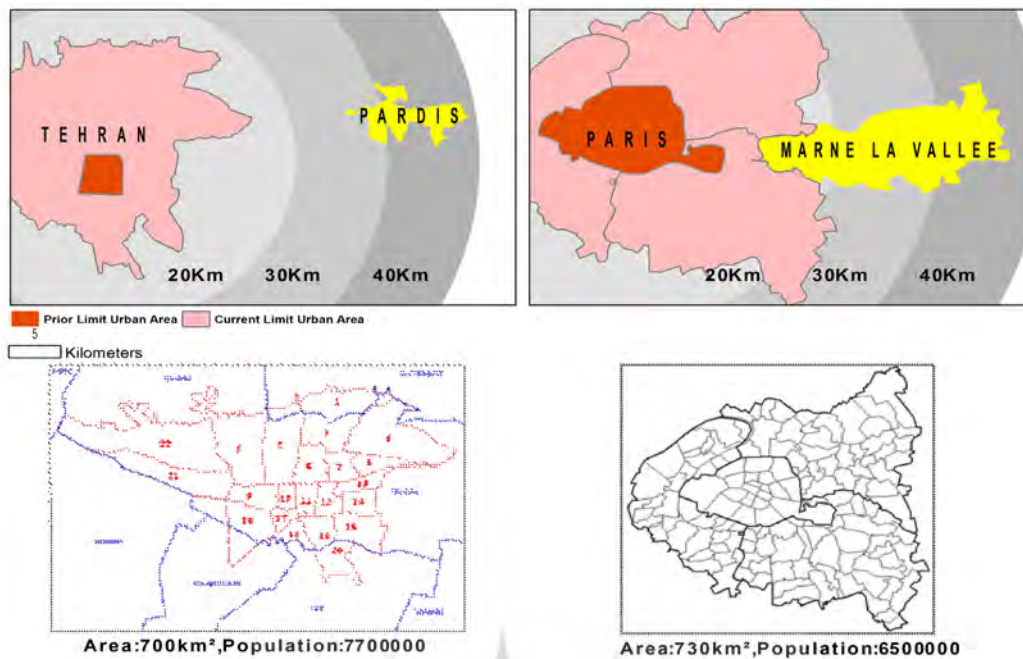 TEHRAN
PARDIS
20Km 30Km 40Km
PARIS
MARNE LA VALLEE
20Km 30Km 40Km
Prior Limit Urban Area Current Limit Urban Area
5
Kilometers
1
22
5
2
3
4
21
6
7
8
13
9
10
11
12
14
18
17
16
15
19
20
Area:700km²,Population:7700000
Area:730km²,Population:6500000